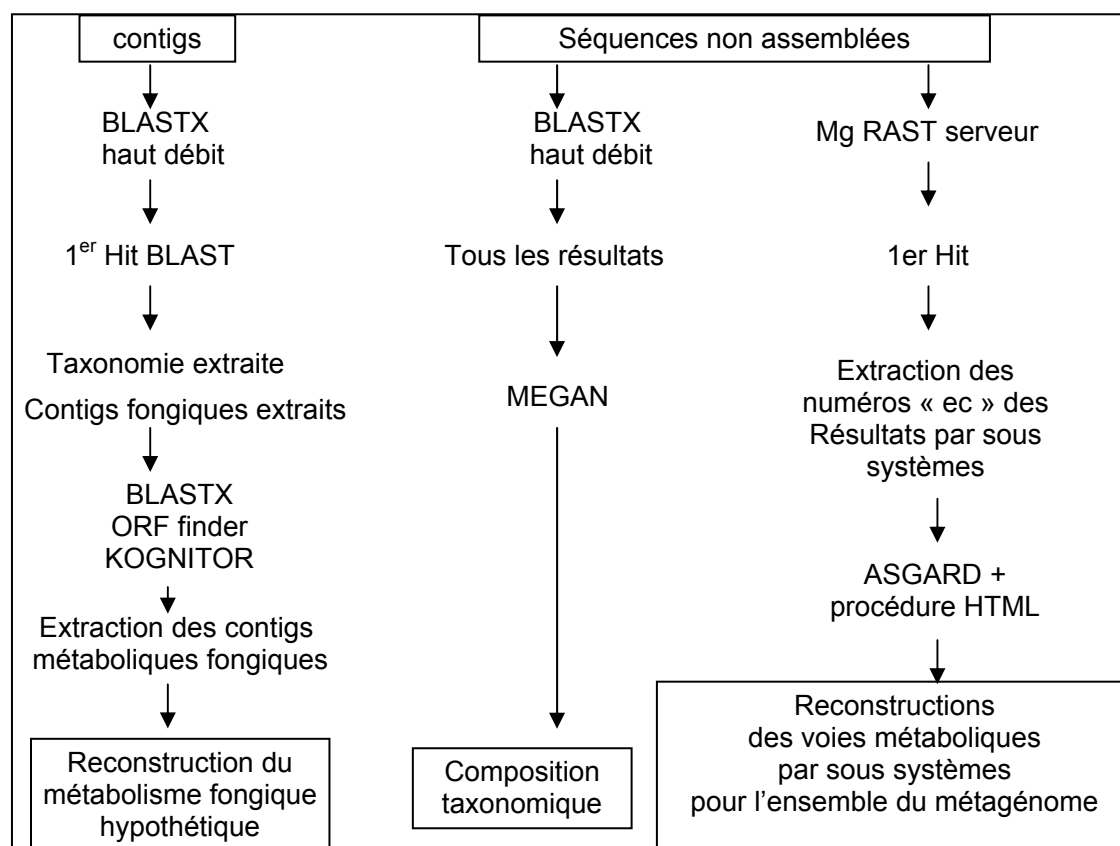 contigs
BLASTX
haut débit
1er Hit BLAST
Taxonomie extraite
Contigs fongiques extraits
BLASTX
ORF finder
KOGNITOR
Extraction des contigs
métaboliques fongiques
Reconstruction du
métabolisme fongique
hypothétique
Séquences non assemblées
BLASTX
haut débit
Tous les résultats
MEGAN
Composition
taxonomique
Mg RAST serveur
1er Hit
Extraction des
numéros « ec » des
Résultats par sous
systèmes
ASGARD +
procédure HTML
Reconstructions
des voies métaboliques
par sous systèmes
pour l’ensemble du métagénome